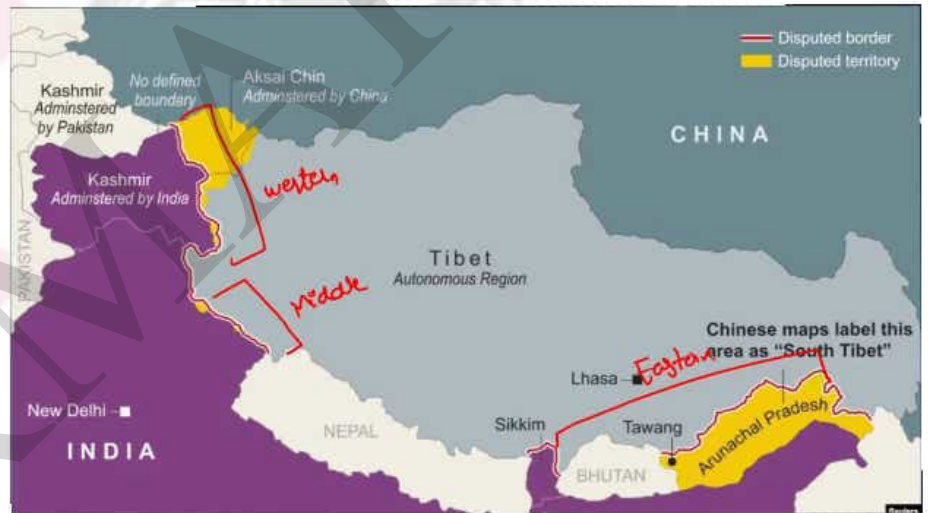 Disputed border
Disputed territory
No defined
boundary
Aksai Chin
Adminstered by China
Kashmir
Adminstered
by Pakistan
CHINA
Kashmir
Adminstered by India
western
PAKISTAN
Tibet
Autonomous Region
Middle
Chinese maps label this
area as “South Tibet”
Eastern
Lhasa
New Delhi
Sikkim
Tawang
Arunachal Pradesh
NEPAL
INDIA
BHUTAN
Reuters